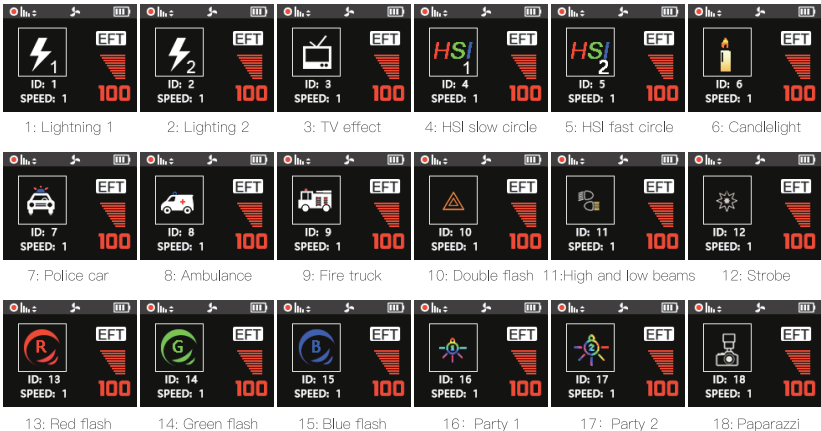 EFT EFT EFT EFT EFT EFT
1 2 HSI 1 HSI 2
ID: 1 ID: 2 ID: 3 ID: 4 ID: 5 ID: 6
SPEED: 1 100 SPEED: 1 100 SPEED: 1 100 SPEED: 1 100 SPEED: 1 100 SPEED: 1 100
1: Lightning 1 2: Lighting 2 3: TV effect 4: HSI slow circle 5: HSI fast circle 6: Candlelight
EFT EFT EFT EFT EFT EFT
ID: 7 ID: 8 ID: 9 ID: 10 ID: 11 ID: 12
SPEED: 1 100 SPEED: 1 100 SPEED: 1 100 SPEED: 1 100 SPEED: 1 100 SPEED: 1 100
7: Police car 8: Ambulance 9: Fire truck 10: Double flash 11:High and low beams 12: Strobe
EFT EFT EFT EFT EFT EFT
R G B 1 2
ID: 13 ID: 14 ID: 15 ID: 16 ID: 17 ID: 18
SPEED: 1 100 SPEED: 1 100 SPEED: 1 100 SPEED: 1 100 SPEED: 1 100 SPEED: 1 100
13: Red flash 14: Green flash 15: Blue flash 16: Party 1 17: Party 2 18: Paparazzi